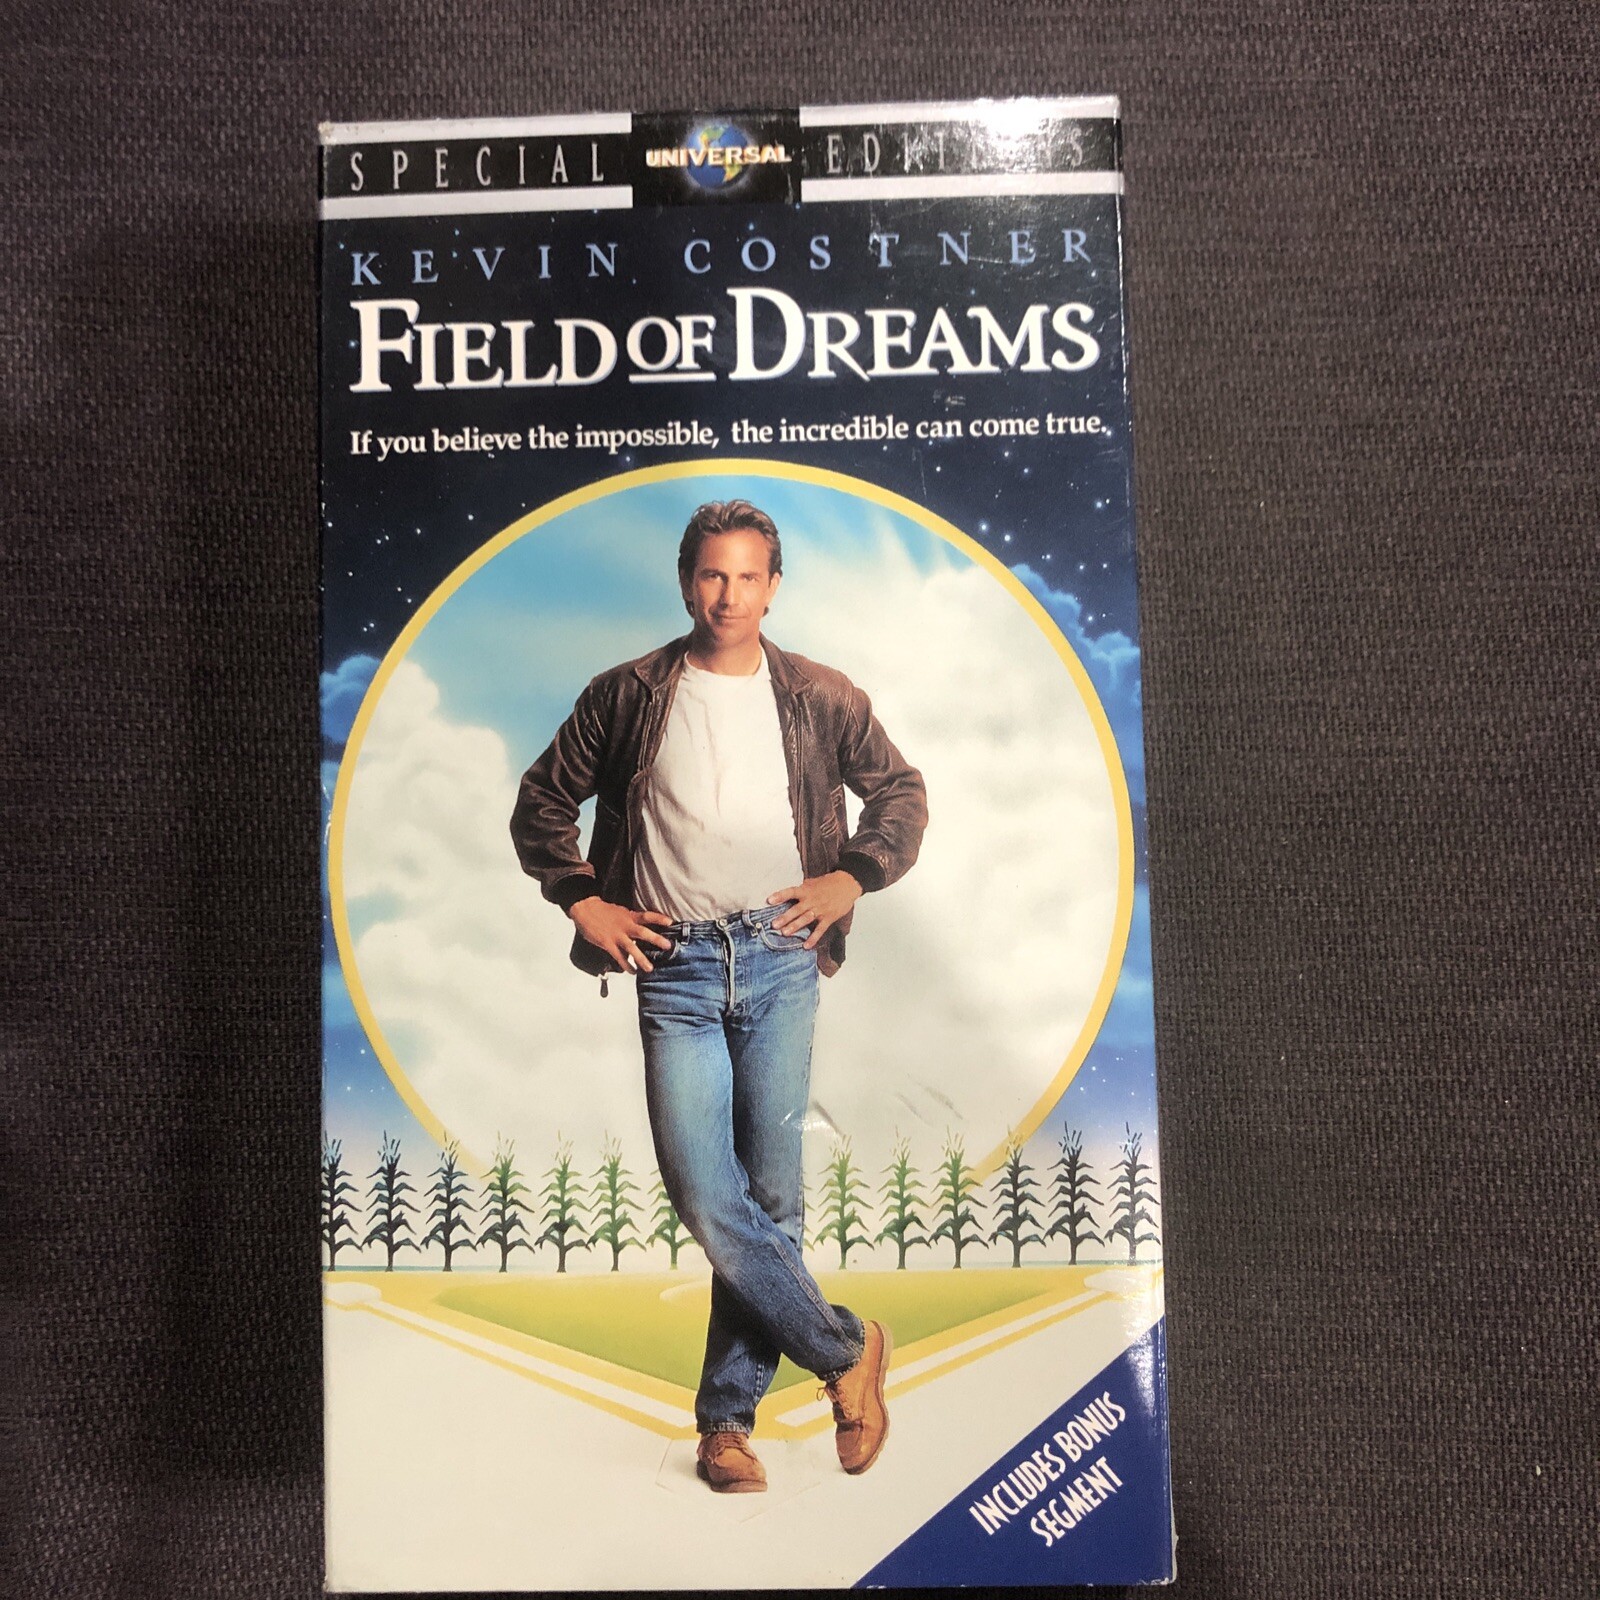 SPECIAL UNIVERSAL EDITIONS
KEVIN COSTNER
FIELD OF DREAMS
If you believe the impossible, the incredible can come true.
INCLUDES BONUS
SEGMENT